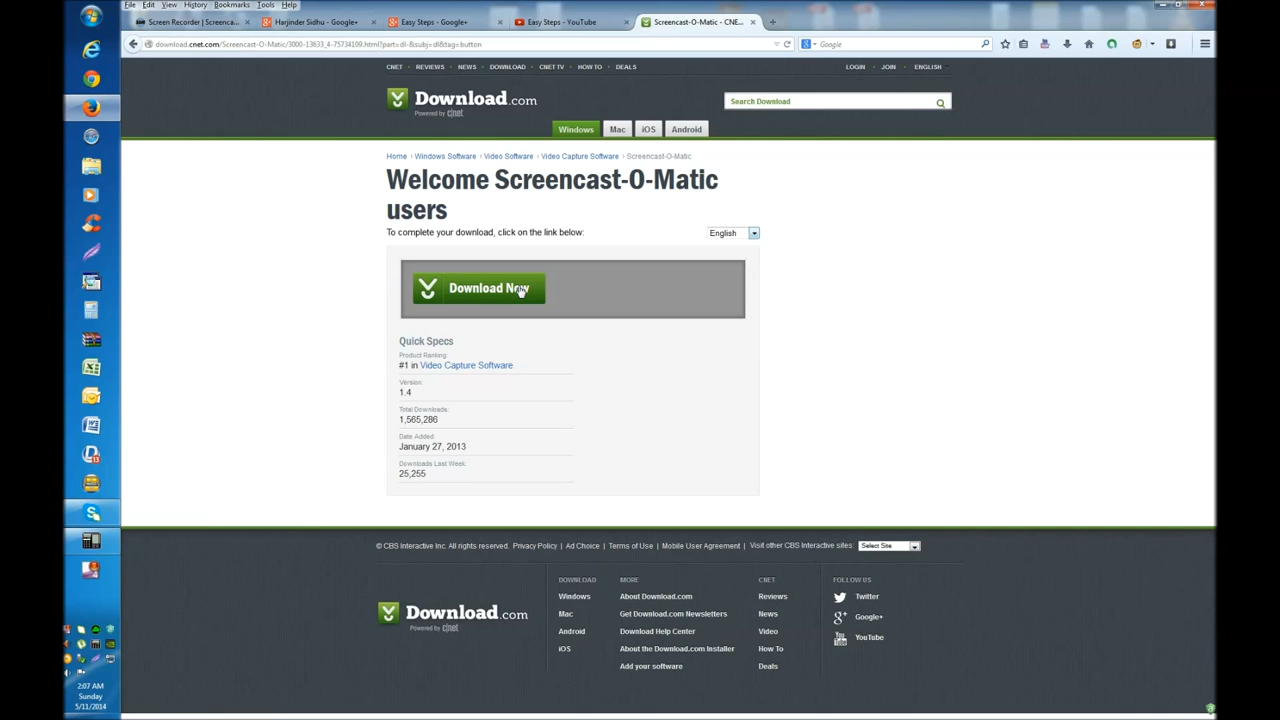 File Edit View History Bookmarks Tools Help
Screen Recorder | Screenca...
Harjinder Sidhu - Google+
Easy Steps - Google+
Easy Steps - YouTube
Screencast-O-Matic - CNE...
download.cnet.com/Screencast-O-Matic/3000-13633_4-75734109.html?part=dl-&subj=dl&tag=button
Google
CNET REVIEWS NEWS DOWNLOAD CNET TV HOW TO DEALS
LOGIN JOIN ENGLISH
Download.com
Powered by c|net
Search Download
Windows Mac iOS Android
Home › Windows Software › Video Software › Video Capture Software › Screencast-O-Matic
Welcome Screencast-O-Matic
users
To complete your download, click on the link below:
English
Download Now
Quick Specs
Product Ranking:
#1 in Video Capture Software
Version:
1.4
Total Downloads:
1,565,286
Date Added:
January 27, 2013
Downloads Last Week:
25,255
© CBS Interactive Inc. All rights reserved. Privacy Policy | Ad Choice | Terms of Use | Mobile User Agreement | Visit other CBS Interactive sites: Select Site
Download.com
Powered by c|net
DOWNLOAD
Windows
Mac
Android
iOS
MORE
About Download.com
Get Download.com Newsletters
Download Help Center
About the Download.com Installer
Add your software
CNET
Reviews
News
Video
How To
Deals
FOLLOW US
Twitter
Google+
YouTube
2:07 AM
Sunday
5/11/2014